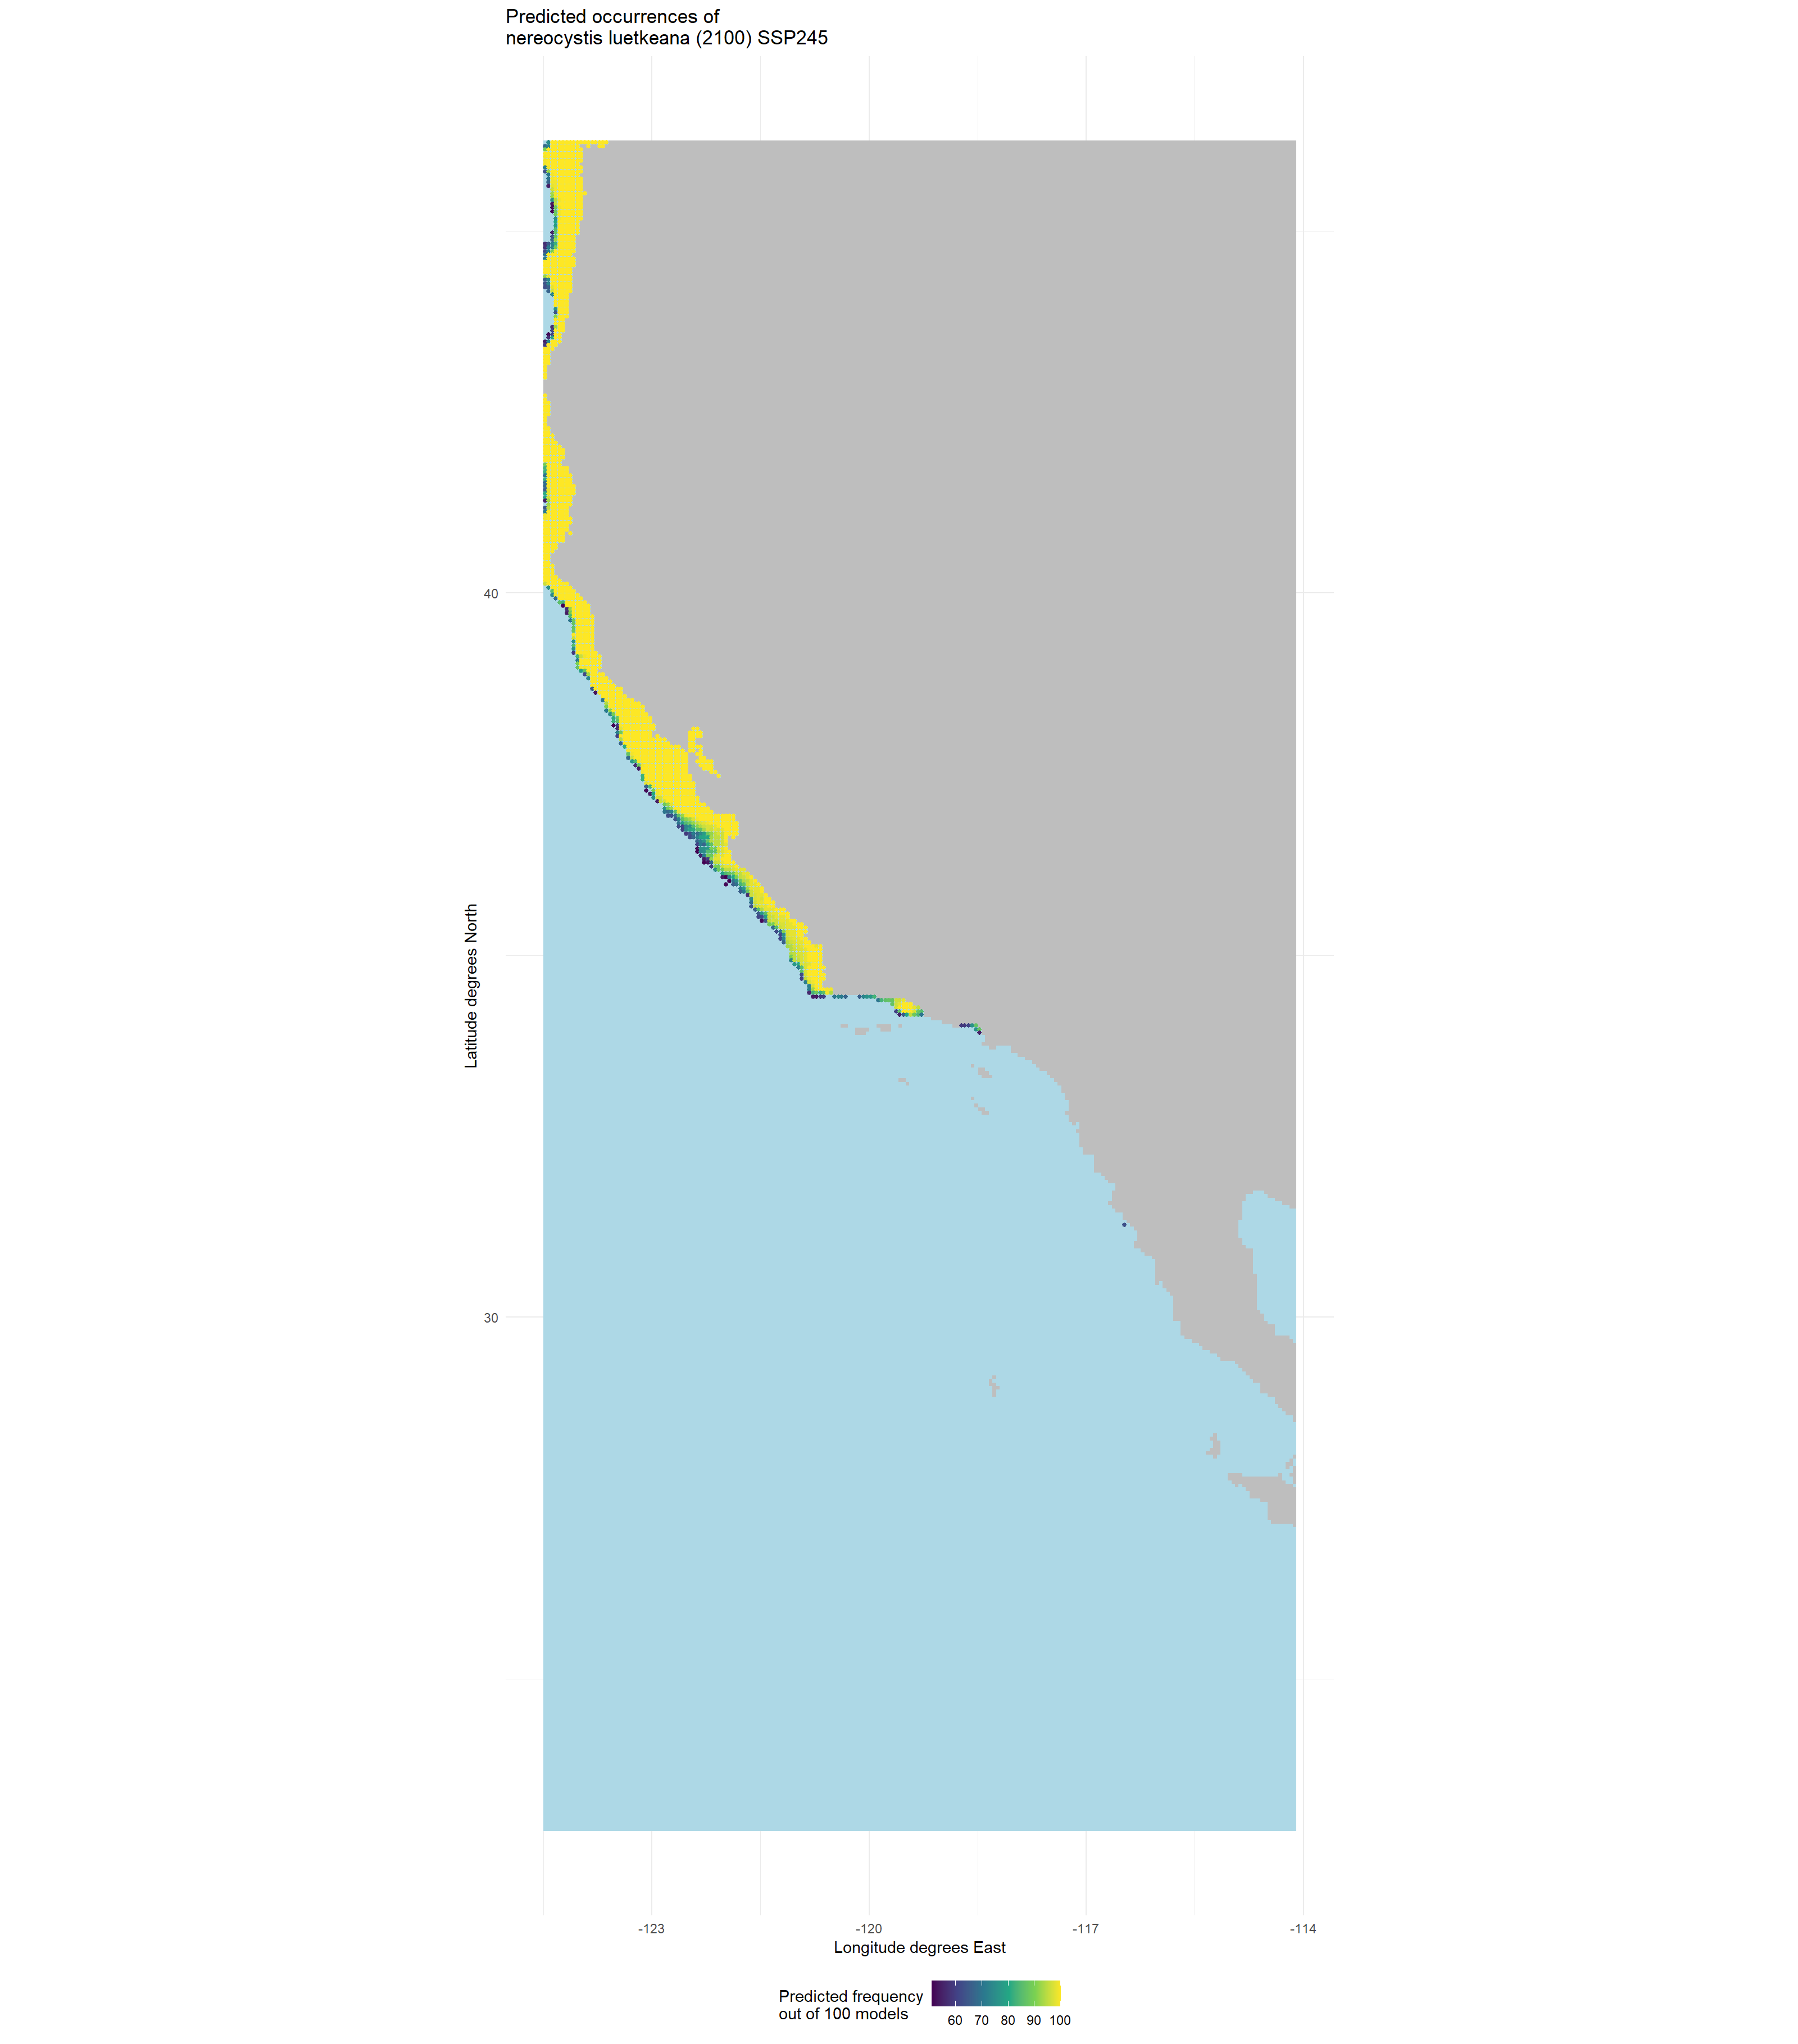 Predicted occurrences of
nereocystis luetkeana (2100) SSP245
40
30
Latitude degrees North
-123
-120
-117
-114
Longitude degrees East
Predicted frequency
out of 100 models
60
70
80
90
100